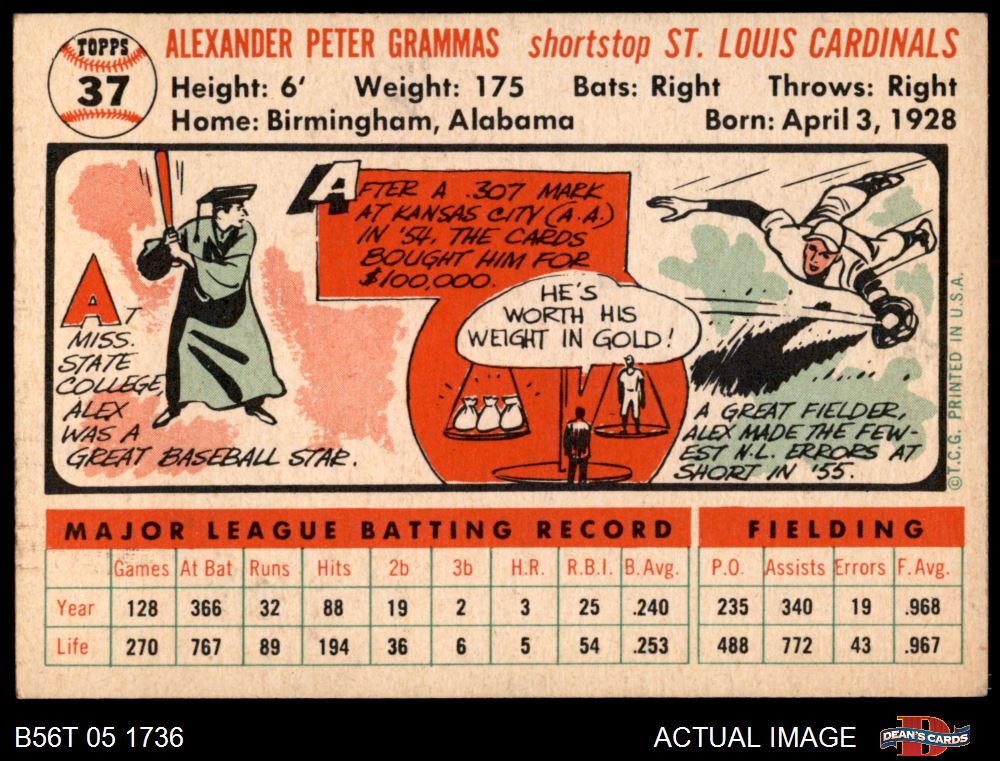 TOPPS
37
ALEXANDER PETER GRAMMAS shortstop ST. LOUIS CARDINALS
Height: 6' Weight: 175 Bats: Right Throws: Right
Home: Birmingham, Alabama Born: April 3, 1928
AT
MISS.
STATE
COLLEGE,
ALEX
WAS A
GREAT BASEBALL STAR.
AFTER A .307 MARK
AT KANSAS CITY (A.A.)
IN '54, THE CARDS
BOUGHT HIM FOR
$100,000.
HE'S
WORTH HIS
WEIGHT IN GOLD!
A GREAT FIELDER,
ALEX MADE THE FEW-
EST N.L. ERRORS AT
SHORT IN '55.
©T.C.G. PRINTED IN U.S.A.
MAJOR LEAGUE BATTING RECORD FIELDING
Games At Bat Runs Hits 2b 3b H.R. R.B.I. B. Avg. P.O. Assists Errors F. Avg.
Year 128 366 32 88 19 2 3 25 .240 235 340 19 .968
Life 270 767 89 194 36 6 5 54 .253 488 772 43 .967
B56T 05 1736 ACTUAL IMAGE D DEAN'S CARDS